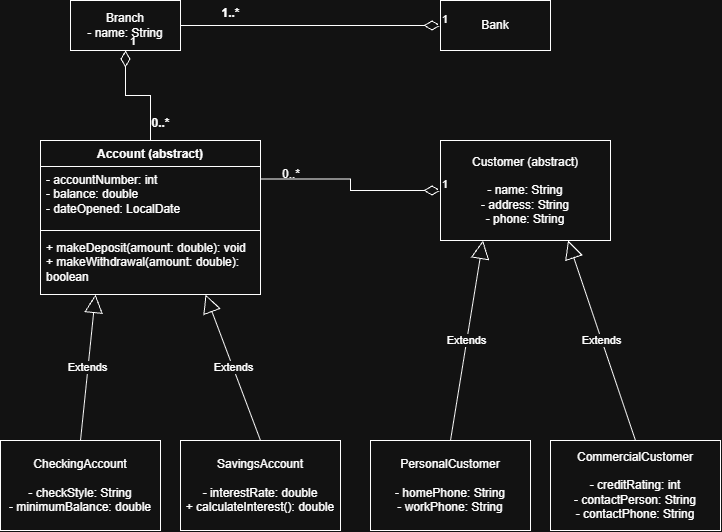 Branch
- name: String
1
1..*
1
Bank
0..*
Account (abstract)
- accountNumber: int
- balance: double
- dateOpened: LocalDate
+ makeDeposit(amount: double): void
+ makeWithdrawal(amount: double):
boolean
0..*
1
Customer (abstract)
- name: String
- address: String
- phone: String
Extends
Extends
Extends
Extends
CheckingAccount
- checkStyle: String
- minimumBalance: double
SavingsAccount
- interestRate: double
+ calculateInterest(): double
PersonalCustomer
- homePhone: String
- workPhone: String
CommercialCustomer
- creditRating: int
- contactPerson: String
- contactPhone: String